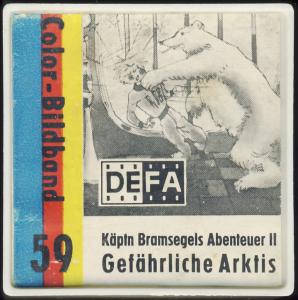 Color-Bildband
59
DEFA
Käptn Bramsegels Abenteuer II
Gefährliche Arktis